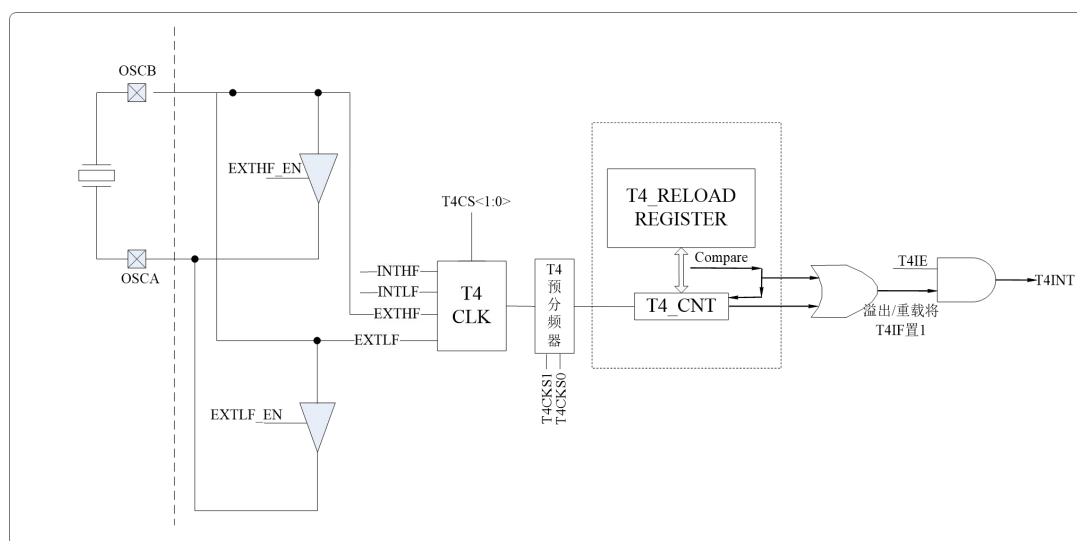 OSCB
EXTHF_EN
OSCA
T4CS<1:0>
INTHF
INTLF
EXTHF
EXTLF
T4
CLK
T4
预
分
频
器
T4CKS1
T4CKS0
T4_RELOAD
REGISTER
Compare
T4_CNT
T4IE
T4INT
溢出/重载将
T4IF置1
EXTLF_EN